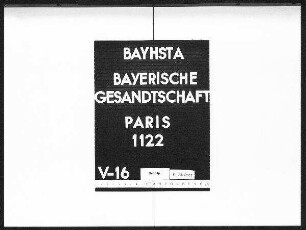 BAYHSTA
BAYERISCHE
GESANDTSCHAFT
PARIS
1122
V-16